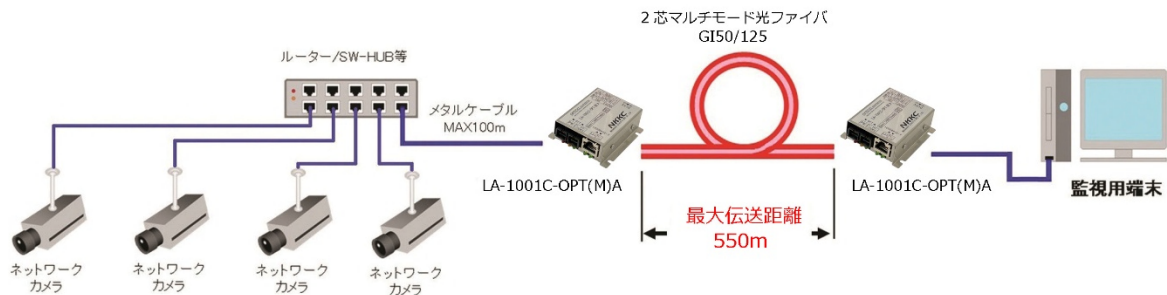 2芯マルチモード光ファイバ
GI50/125
ルーター/SW-HUB等
メタルケーブル
MAX100m
NKKC
NKKC
LA-1001C-OPT(M)A
LA-1001C-OPT(M)A
監視用端末
最大伝送距離
550m
ネットワーク
カメラ
ネットワーク
カメラ
ネットワーク
カメラ
ネットワーク
カメラ